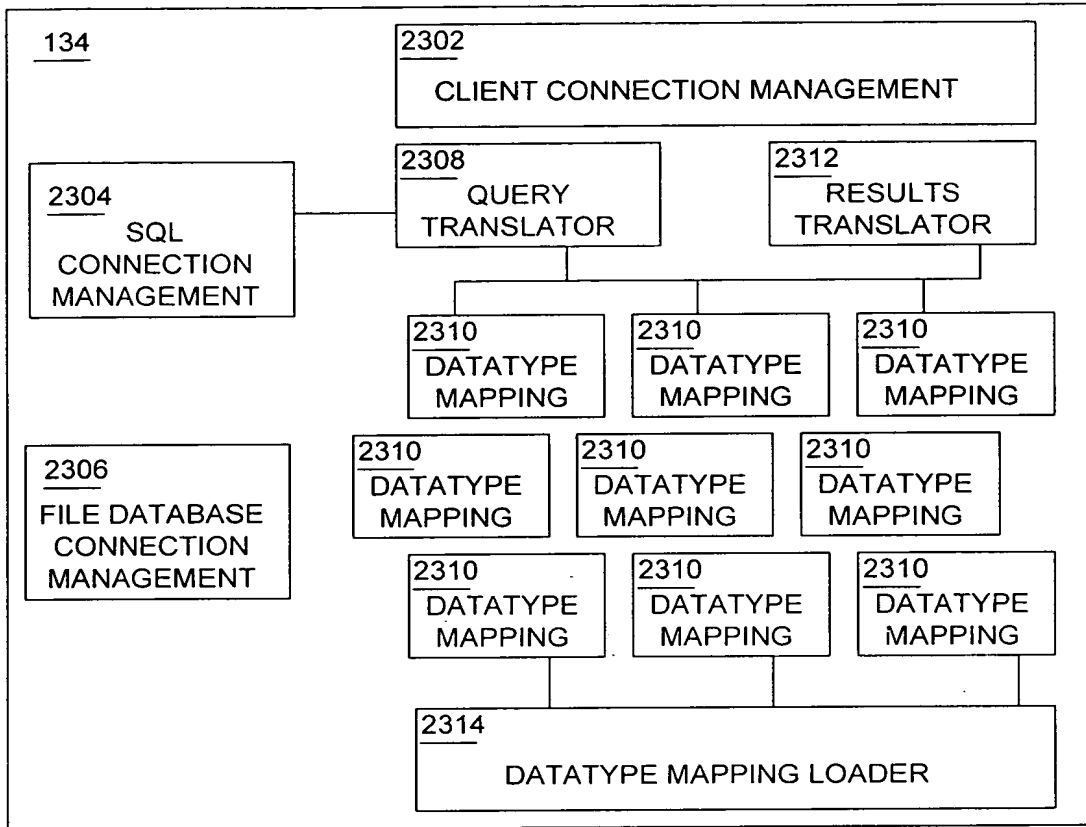 134
2302
CLIENT CONNECTION MANAGEMENT
2304
SQL
CONNECTION
MANAGEMENT
2308
QUERY
TRANSLATOR
2312
RESULTS
TRANSLATOR
2310
DATATYPE
MAPPING
2310
DATATYPE
MAPPING
2310
DATATYPE
MAPPING
2306
FILE DATABASE
CONNECTION
MANAGEMENT
2310
DATATYPE
MAPPING
2310
DATATYPE
MAPPING
2310
DATATYPE
MAPPING
2310
DATATYPE
MAPPING
2310
DATATYPE
MAPPING
2310
DATATYPE
MAPPING
2314
DATATYPE MAPPING LOADER